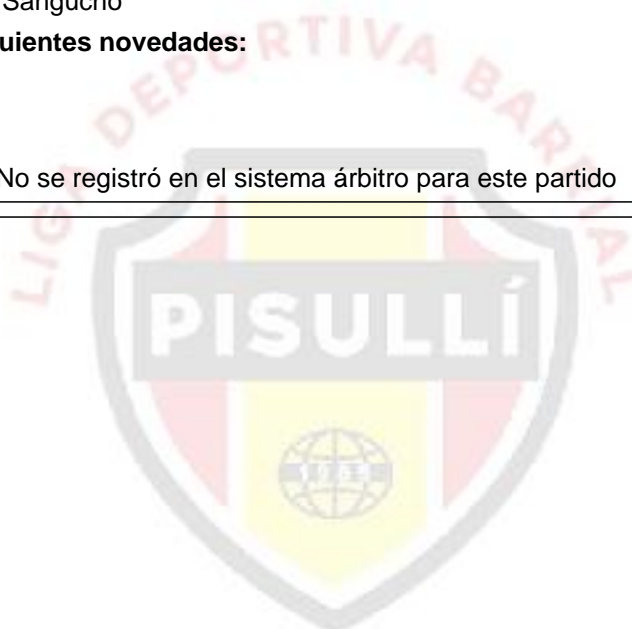 Sangucho
uientes novedades:
No se registró en el sistema árbitro para este partido
LIGA DEPORTIVA BARRIAL
PISULLÍ